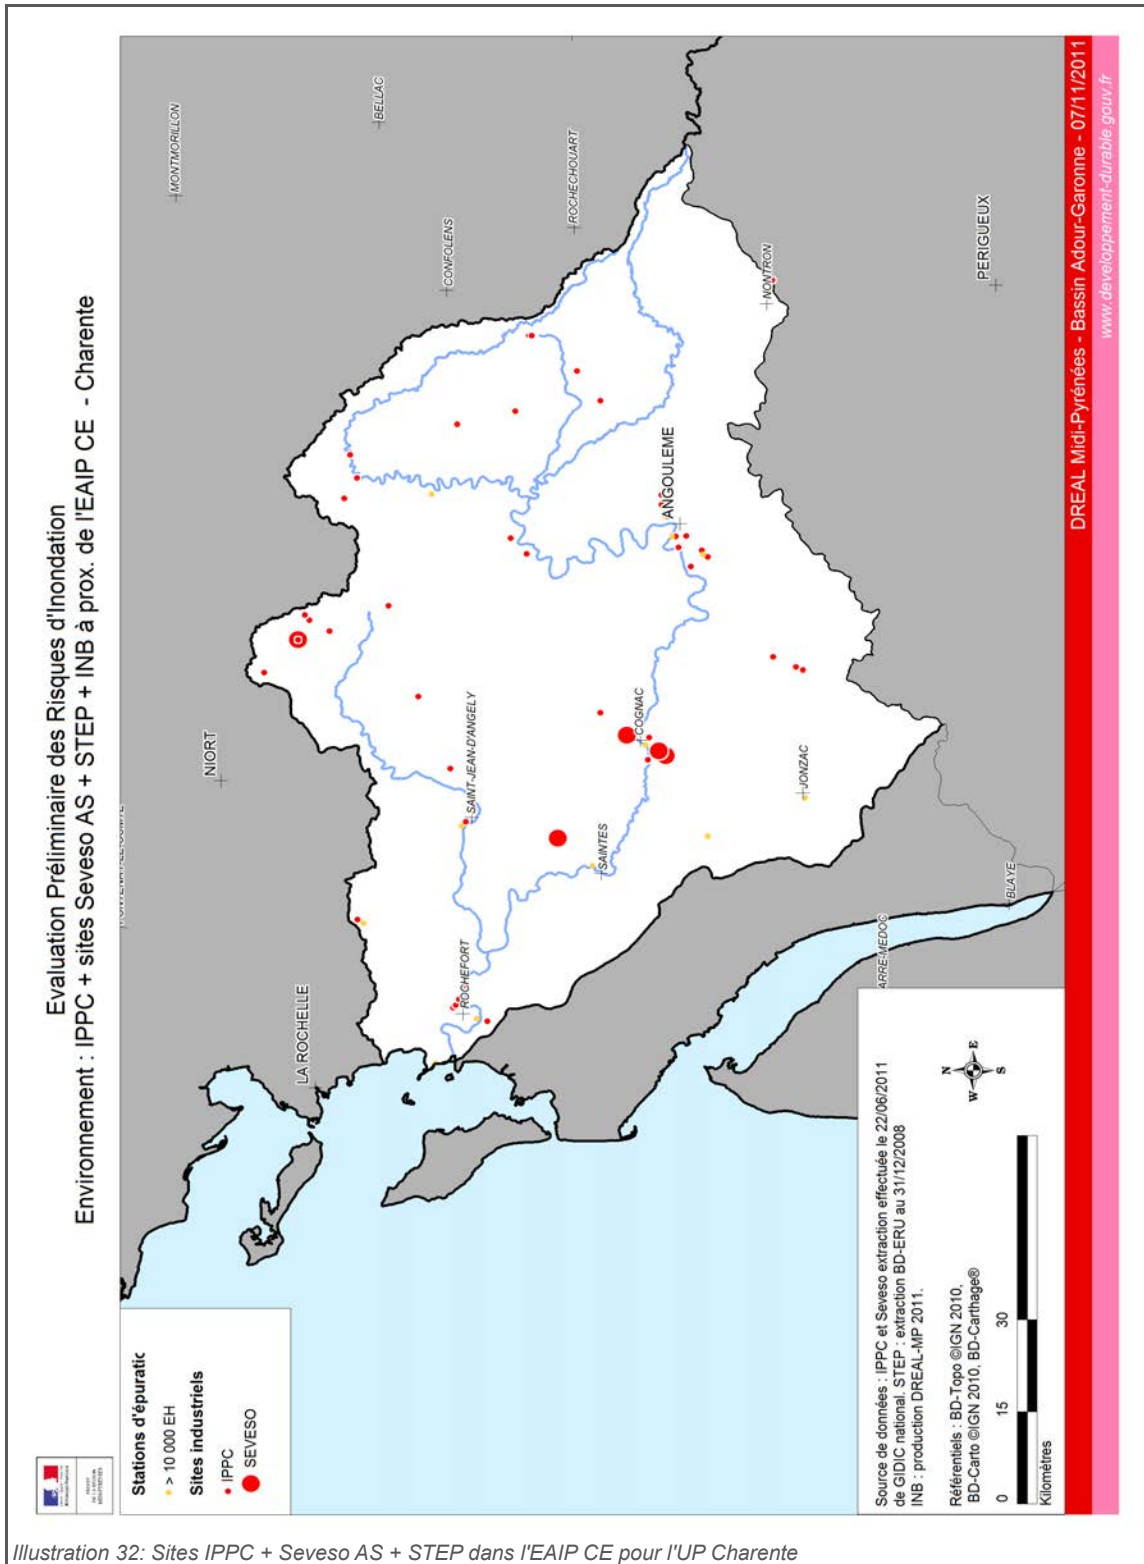 Evaluation Préliminaire des Risques d'Inondation
Environnement : IPPC + sites Seveso AS + STEP + INB à prox. de l'EAIP CE - Charente
MONTMORILLON
BELLAC
CONFOLENS
ROCHECHOUART
NIORT
LA ROCHELLE
SAINT-JEAN-D'ANGELY
ROCHEFORT
SAINTES
COGNAC
ANGOULEME
NONTRON
PERIGUEUX
JONZAC
BLAYE
ARRE-MEDOG
Stations d'épuratic
> 10 000 EH
Sites industriels
IPPC
SEVESO
Source de données : IPPC et Seveso extraction effectuée le 22/06/2011
de GIDIC national. STEP : extraction BD-ERU au 31/12/2008
INB : production DREAL-MP 2011.
Référentiels : BD-Topo ©IGN 2010,
BD-Carto ©IGN 2010, BD-Carthage®
N
W E
S
0 15 30
Kilomètres
DREAL Midi-Pyrénées - Bassin Adour-Garonne - 07/11/2011
www.developpement-durable.gouv.fr
Illustration 32: Sites IPPC + Seveso AS + STEP dans l'EAIP CE pour l'UP Charente